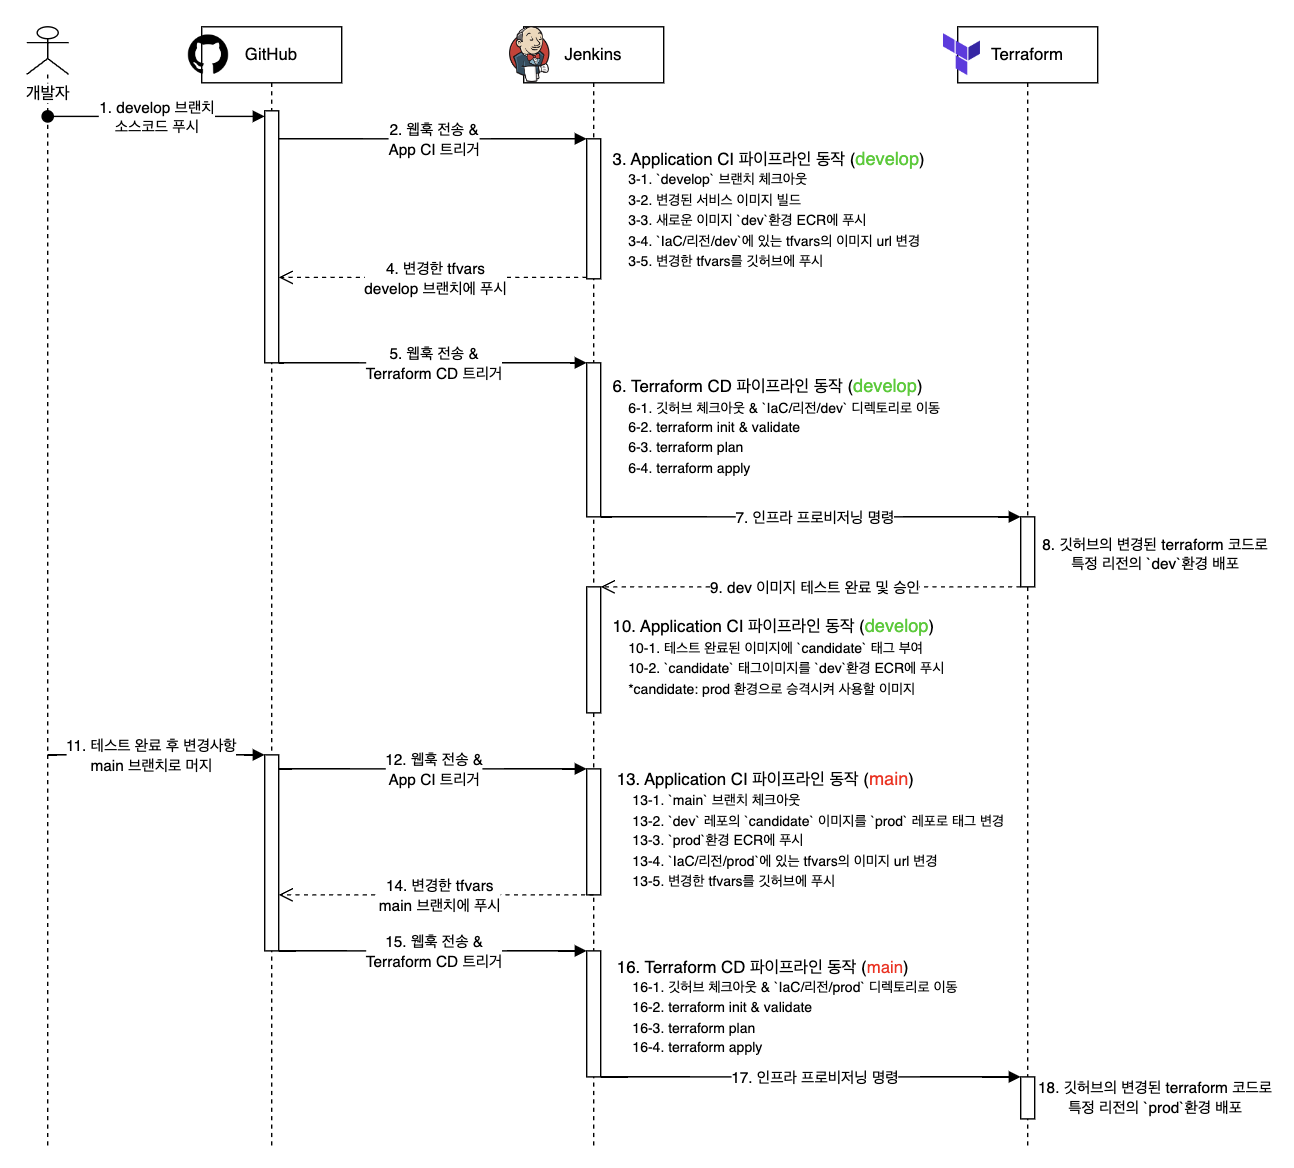 GitHub
Jenkins
Terraform
개발자
1. develop 브랜치
소스코드 푸시
2. 웹훅 전송 &
App CI 트리거
3. Application CI 파이프라인 동작 (develop)
3-1. `develop` 브랜치 체크아웃
3-2. 변경된 서비스 이미지 빌드
3-3. 새로운 이미지 `dev`환경 ECR에 푸시
3-4. `IaC/리전/dev`에 있는 tfvars의 이미지 url 변경
3-5. 변경한 tfvars를 깃허브에 푸시
4. 변경한 tfvars
develop 브랜치에 푸시
5. 웹훅 전송 &
Terraform CD 트리거
6. Terraform CD 파이프라인 동작 (develop)
6-1. 깃허브 체크아웃 & `IaC/리전/dev` 디렉토리로 이동
6-2. terraform init & validate
6-3. terraform plan
6-4. terraform apply
7. 인프라 프로비저닝 명령
8. 깃허브의 변경된 terraform 코드로
특정 리전의 `dev`환경 배포
9. dev 이미지 테스트 완료 및 승인
10. Application CI 파이프라인 동작 (develop)
10-1. 테스트 완료된 이미지에 `candidate` 태그 부여
10-2. `candidate` 태그이미지를 `dev`환경 ECR에 푸시
*candidate: prod 환경으로 승격시켜 사용할 이미지
11. 테스트 완료 후 변경사항
main 브랜치로 머지
12. 웹훅 전송 &
App CI 트리거
13. Application CI 파이프라인 동작 (main)
13-1. `main` 브랜치 체크아웃
13-2. `dev` 레포의 `candidate` 이미지를 `prod` 레포로 태그 변경
13-3. `prod`환경 ECR에 푸시
13-4. `IaC/리전/prod`에 있는 tfvars의 이미지 url 변경
13-5. 변경한 tfvars를 깃허브에 푸시
14. 변경한 tfvars
main 브랜치에 푸시
15. 웹훅 전송 &
Terraform CD 트리거
16. Terraform CD 파이프라인 동작 (main)
16-1. 깃허브 체크아웃 & `IaC/리전/prod` 디렉토리로 이동
16-2. terraform init & validate
16-3. terraform plan
16-4. terraform apply
17. 인프라 프로비저닝 명령
18. 깃허브의 변경된 terraform 코드로
특정 리전의 `prod`환경 배포